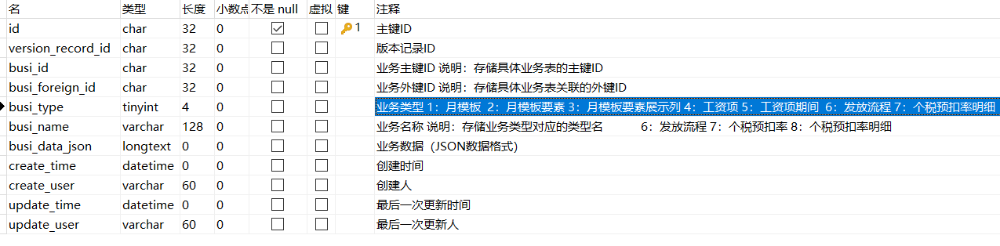 名 类型 长度 小数点 不是 null 虚拟 键 注释
id char 32 0 1 主键ID
version_record_id char 32 0 版本记录ID
busi_id char 32 0 业务主键ID 说明：存储具体业务表的主键ID
busi_foreign_id char 32 0 业务外键ID 说明：存储具体业务表关联的外键ID
busi_type tinyint 4 0 业务类型 1：月模板 2：月模板要素 3：月模板要素展示列 4：工资项 5：工资项期间 6：发放流程 7：个税预扣率明细
busi_name varchar 128 0 业务名称 说明：存储业务类型对应的类型名 6：发放流程 7：个税预扣率 8：个税预扣率明细
busi_data_json longtext 0 0 业务数据（JSON数据格式）
create_time datetime 0 0 创建时间
create_user varchar 60 0 创建人
update_time datetime 0 0 最后一次更新时间
update_user varchar 60 0 最后一次更新人